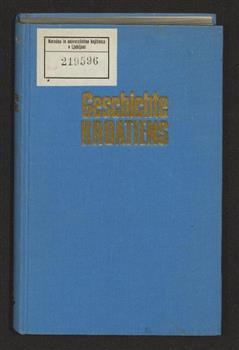 Narodna in univerzitetna knjižnica
v Ljubljani
219596
Geschichte
KROATIENS